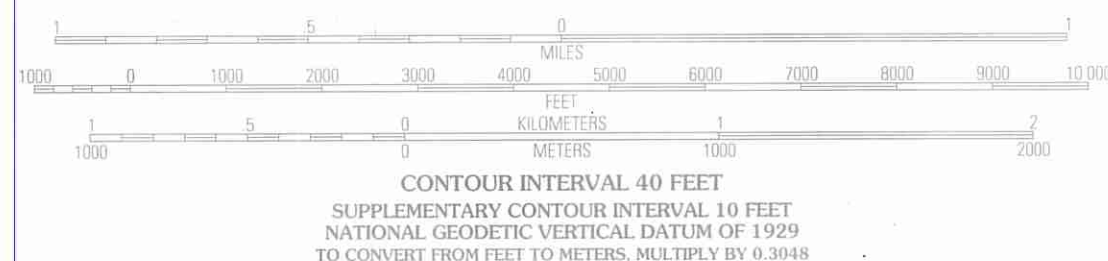 1 .5 0 1
MILES
1000 0 1000 2000 3000 4000 5000 6000 7000 8000 9000 10 000
FEET
1 .5 0 KILOMETERS 1 2
1000 0 METERS 1000 2000
CONTOUR INTERVAL 40 FEET
SUPPLEMENTARY CONTOUR INTERVAL 10 FEET
NATIONAL GEODETIC VERTICAL DATUM OF 1929
TO CONVERT FROM FEET TO METERS, MULTIPLY BY 0.3048